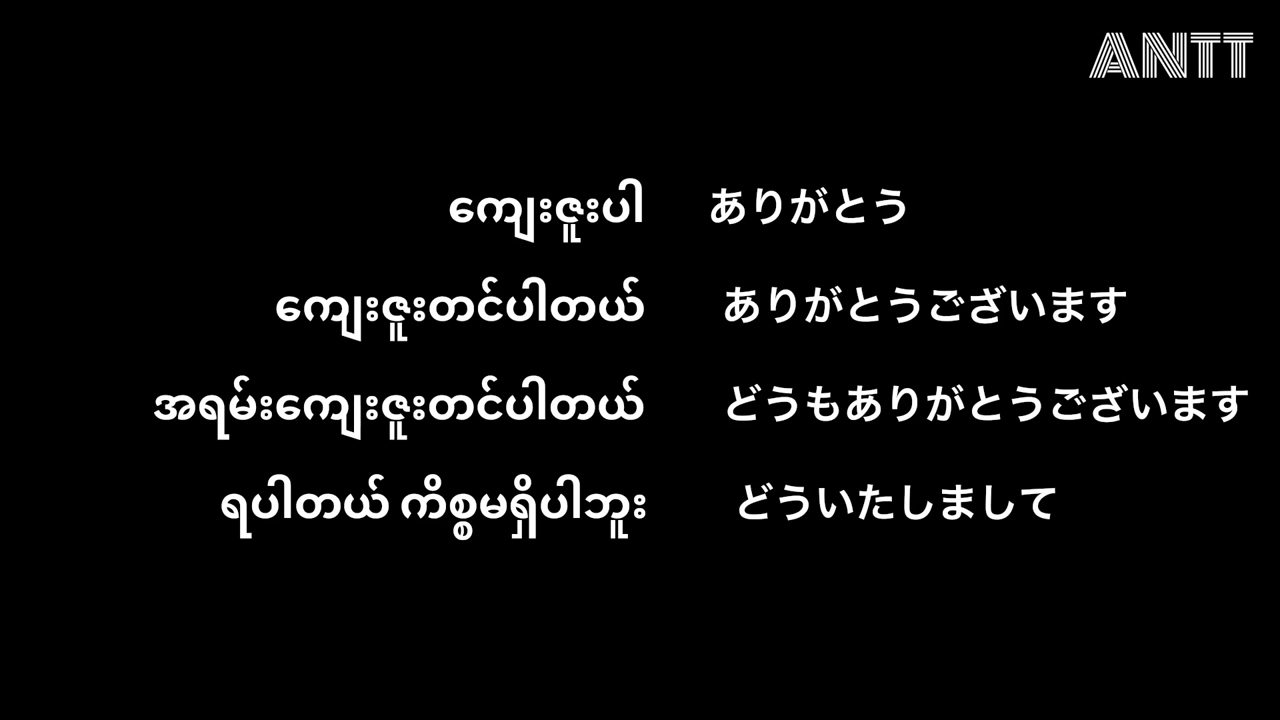 ANTT
ကျေးဇူးပါ ありがとう
ကျေးဇူးတင်ပါတယ် ありがとうございます
အရမ်းကျေးဇူးတင်ပါတယ် どうもありがとうございます
ရပါတယ် ကိစ္စမရှိပါဘူး どういたしまして